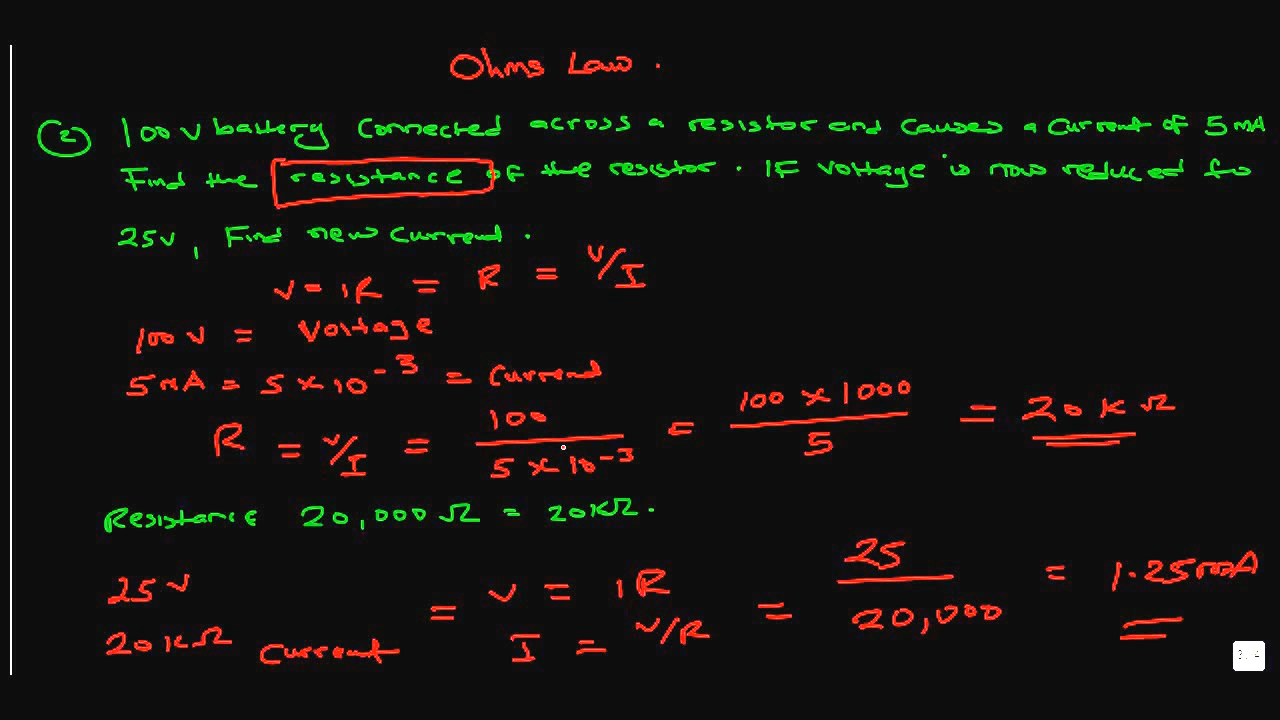 Ohms Law .
② 100V battery connected across a resistor and causes a current of 5mA
Find the resistance of the resistor . IF Voltage is now reduced to
25v , Find new current .
V = IR = R = V/I
100V = Voltage
5mA = 5 x 10⁻³ = Current
R = V/I = 100 / 5 x 10⁻³ = 100 x 1000 / 5 = 20kΩ
Resistance 20,000Ω = 20KΩ .
25V
20kΩ current = V = IR
I = V/R = 25 / 20,000 = 1.25mA